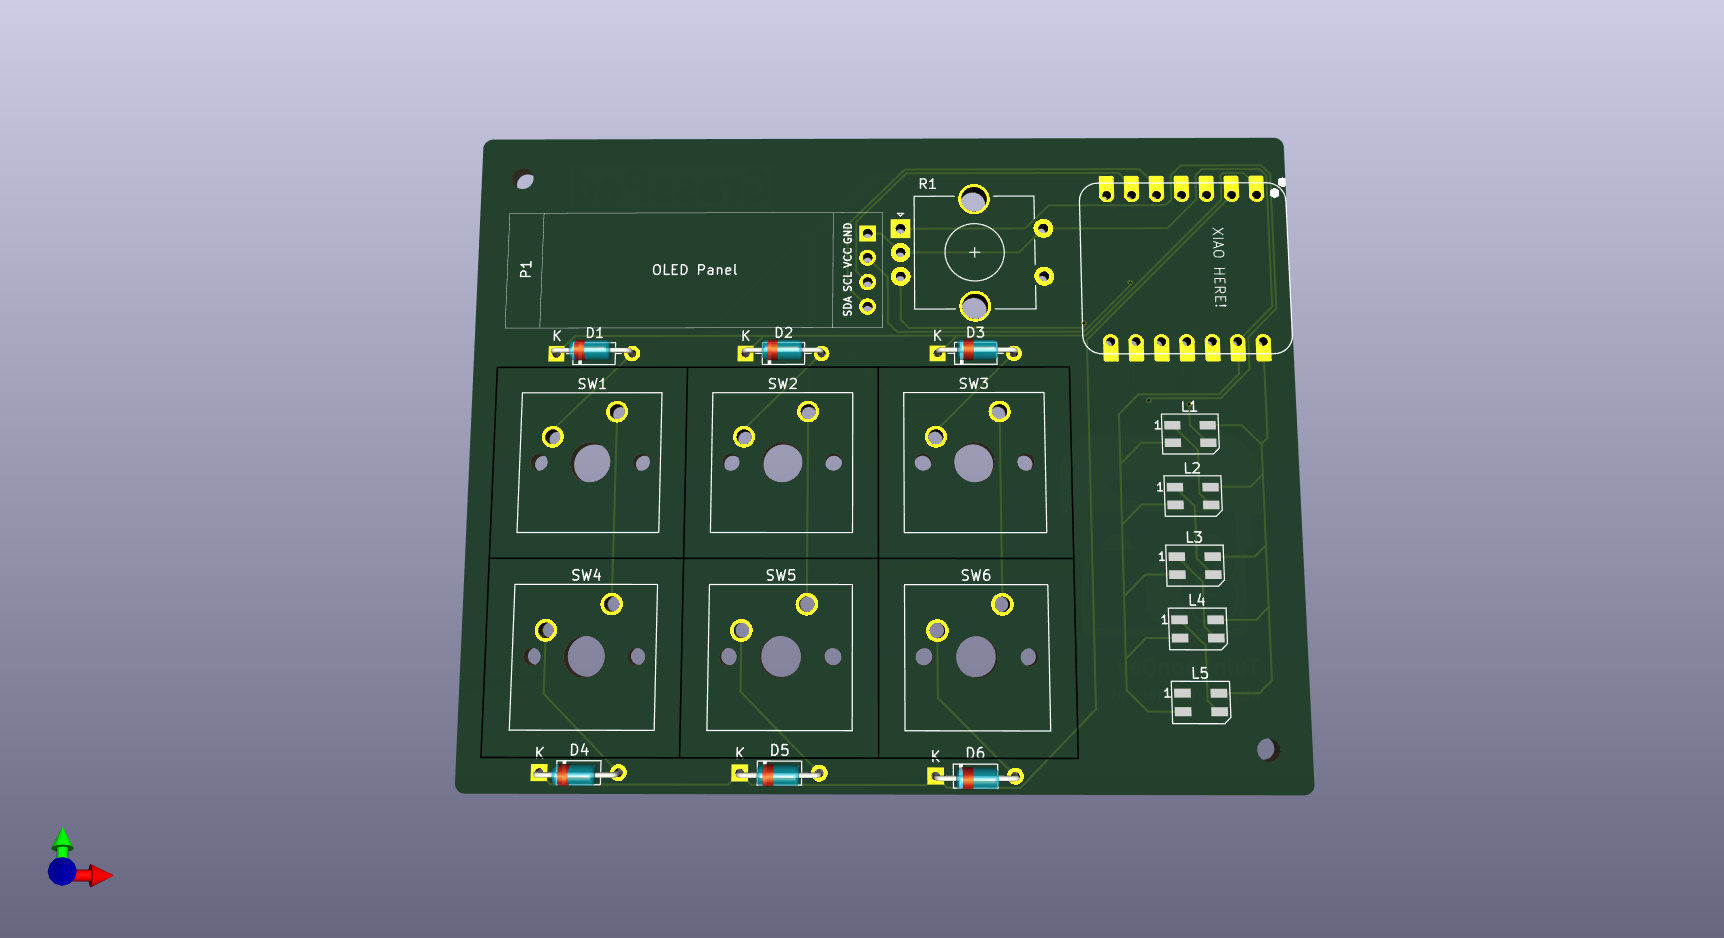 R1
XIAO HERE!
P1
OLED Panel
SDA SCL VCC GND
K D1
K D2
K D3
SW1
SW2
SW3
L1
1
L2
1
L3
1
L4
1
L5
1
SW4
SW5
SW6
K D4
K D5
K D6